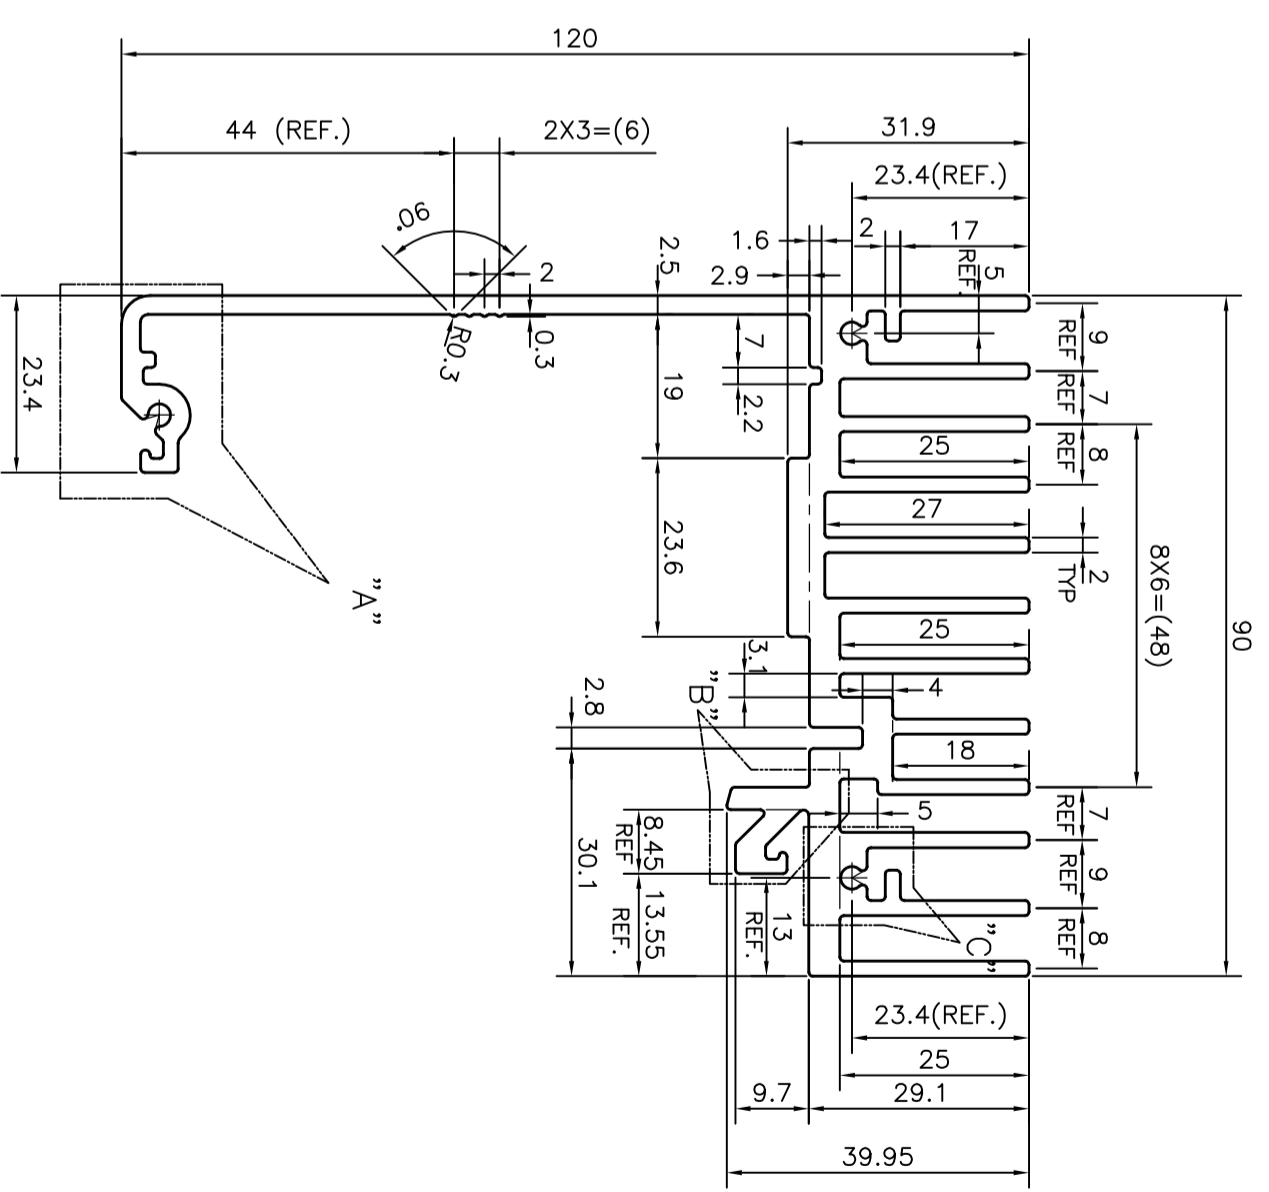 120
44 (REF.)
2X3=(6)
31.9
23.4(REF.)
17
2
1.6
2.9
5
REF.
2.5
.06
2
0.3
R0.3
7
2.2
19
23.6
23.4
"A"
9
REF
7
REF
8
REF
25
27
2
TYP
8X6=(48)
90
25
3.1
4
"B"
2.8
18
5
7
REF
9
REF
8
REF
8.45
REF
30.1
13.55
REF.
13
REF.
"C"
23.4(REF.)
25
9.7
29.1
39.95